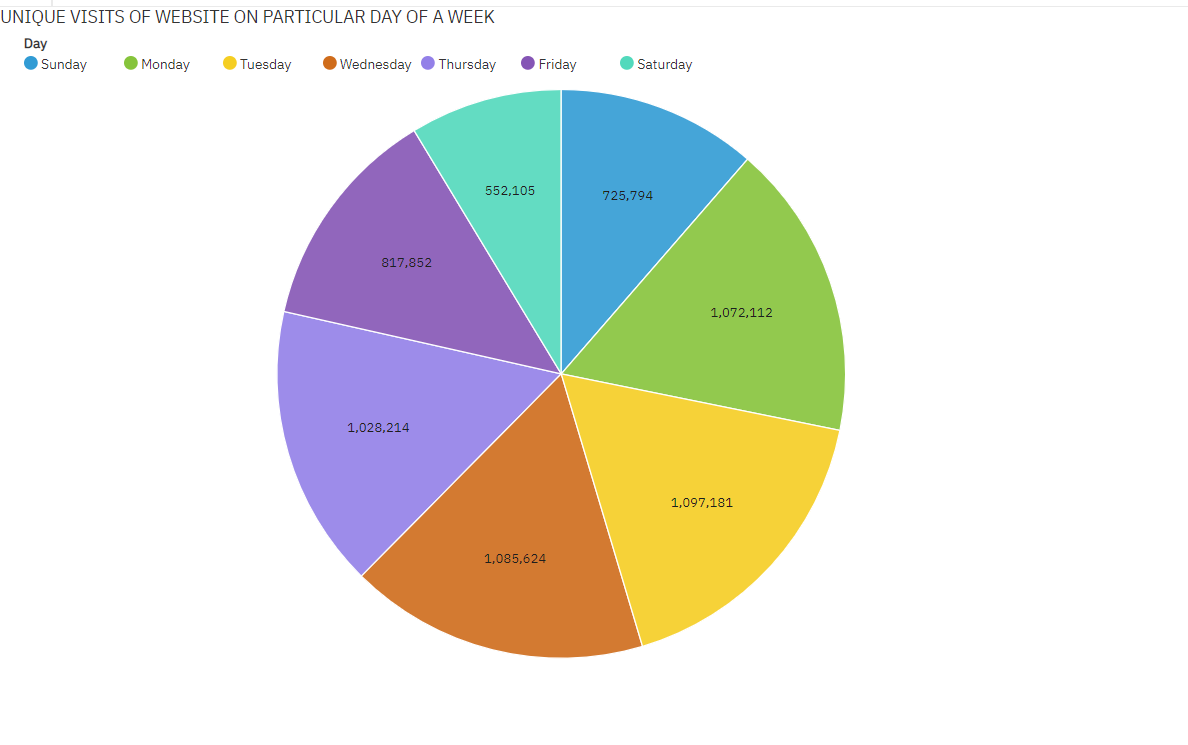 UNIQUE VISITS OF WEBSITE ON PARTICULAR DAY OF A WEEK
Day
Sunday Monday Tuesday Wednesday Thursday Friday Saturday
552,105
725,794
817,852
1,072,112
1,028,214
1,097,181
1,085,624